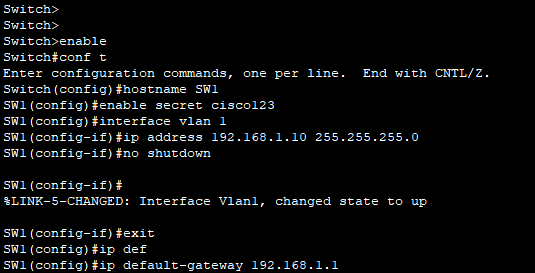 Switch>
Switch>
Switch>enable
Switch#conf t
Enter configuration commands, one per line.  End with CNTL/Z.
Switch(config)#hostname SW1
SW1(config)#enable secret cisco123
SW1(config)#interface vlan 1
SW1(config-if)#ip address 192.168.1.10 255.255.255.0
SW1(config-if)#no shutdown
SW1(config-if)#
%LINK-5-CHANGED: Interface Vlan1, changed state to up
SW1(config-if)#exit
SW1(config)#ip def
SW1(config)#ip default-gateway 192.168.1.1